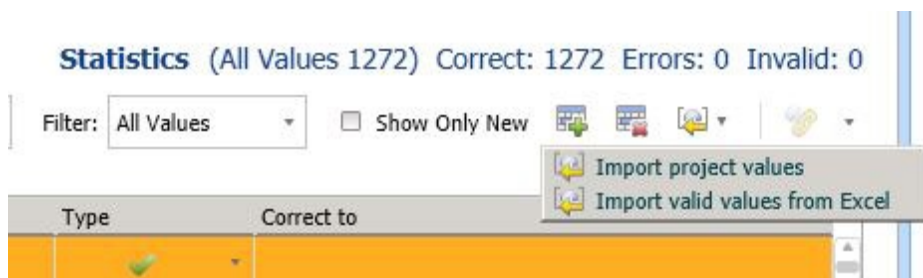 Statistics (All Values 1272) Correct: 1272 Errors: 0 Invalid: 0
Filter: All Values Show Only New
Import project values
Import valid values from Excel
Type Correct to